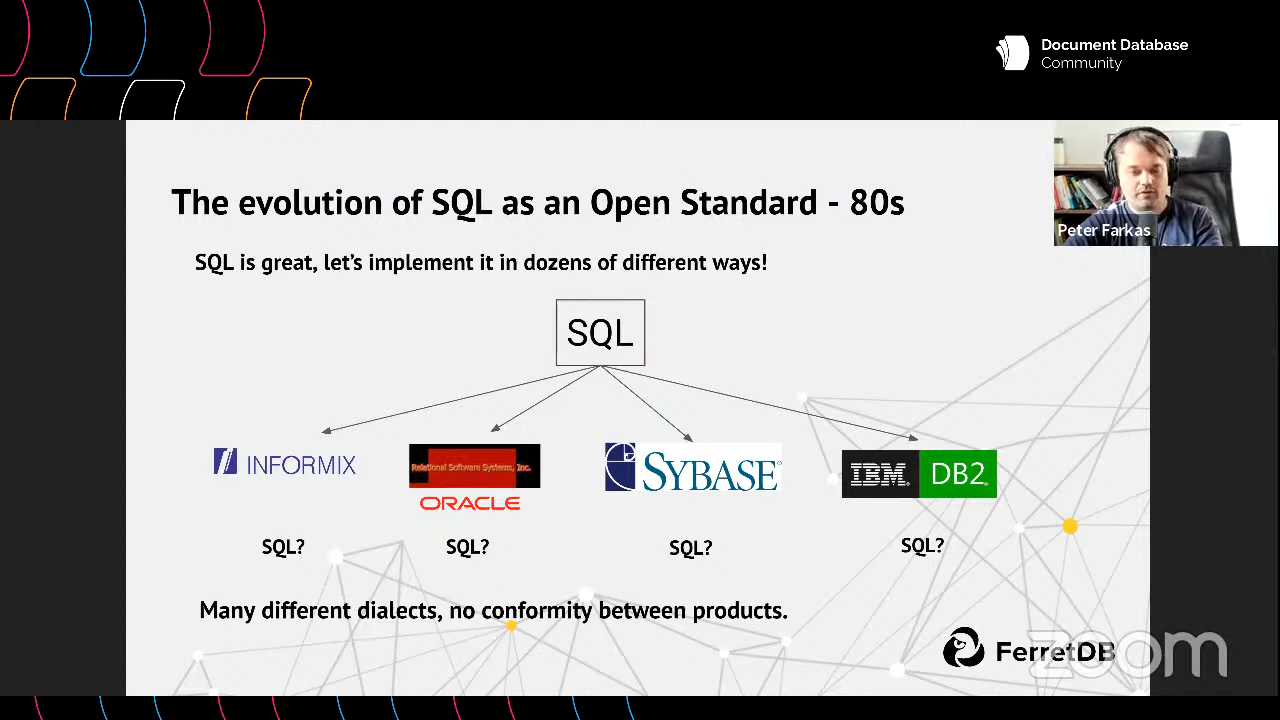 Document Database
Community
The evolution of SQL as an Open Standard - 80s
Peter Farkas
SQL is great, let's implement it in dozens of different ways!
SQL
INFORMIX
Relational Software Systems, Inc.
ORACLE
SYBASE®
IBM® DB2®
SQL?
SQL?
SQL?
SQL?
Many different dialects, no conformity between products.
FerretDB
zoom